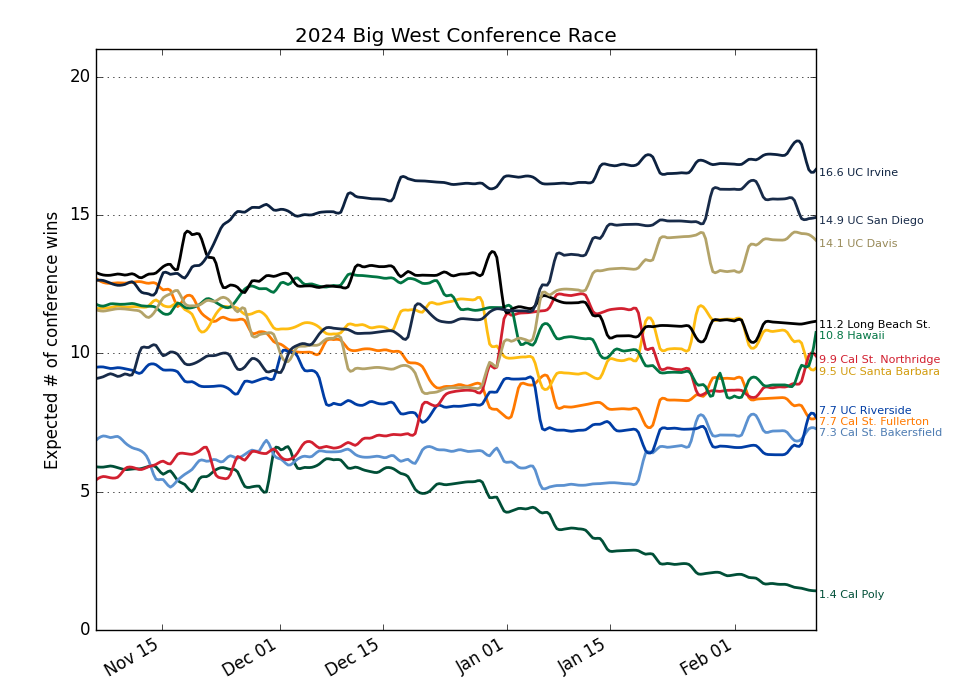 2024 Big West Conference Race
Expected # of conference wins
20
15
10
5
0
Nov 15
Dec 01
Dec 15
Jan 01
Jan 15
Feb 01
16.6 UC Irvine
14.9 UC San Diego
14.1 UC Davis
11.2 Long Beach St.
10.8 Hawaii
9.9 Cal St. Northridge
9.5 UC Santa Barbara
7.7 UC Riverside
7.7 Cal St. Fullerton
7.3 Cal St. Bakersfield
1.4 Cal Poly